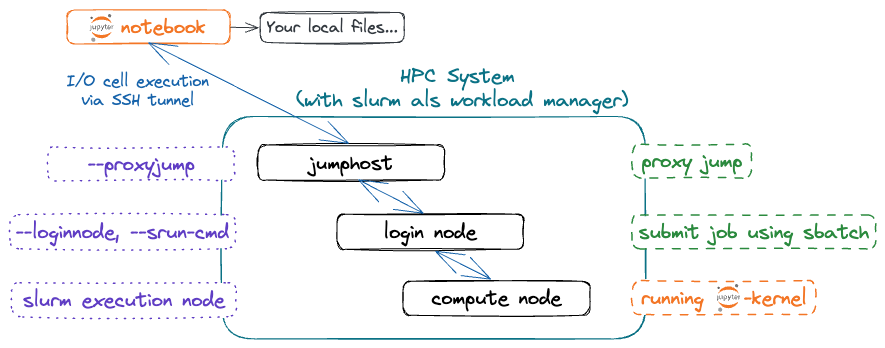 jupyter notebook
Your local files...
I/O cell execution
via SSH tunnel
HPC System
(with slurm als workload manager)
--proxyjump
jumphost
proxy jump
--loginnode, --srun-cmd
login node
submit job using sbatch
slurm execution node
compute node
running jupyter -kernel